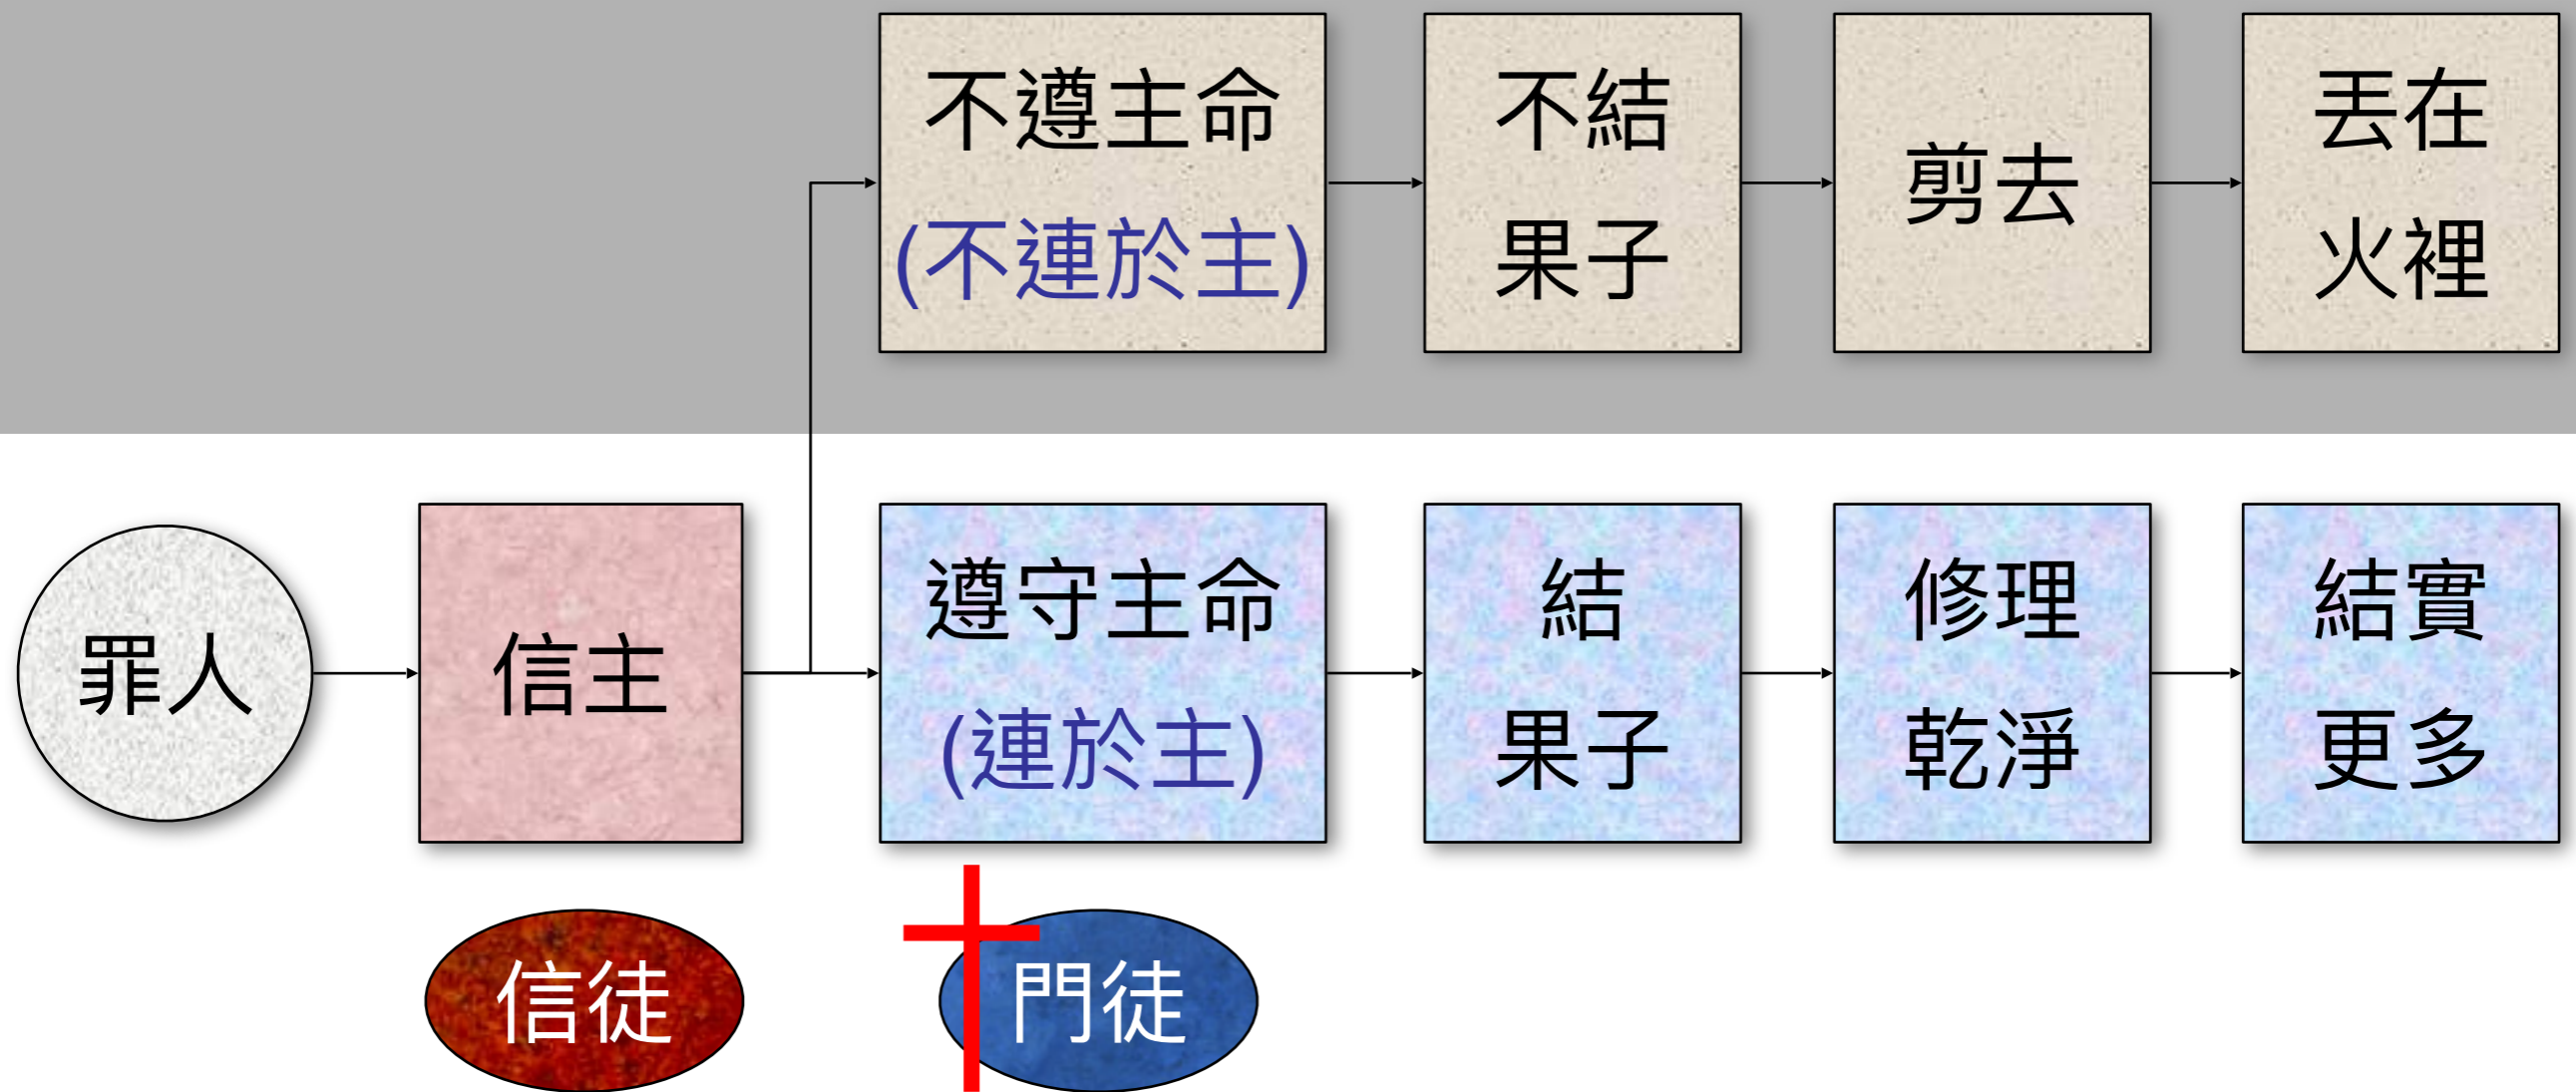 不遵主命
(不連於主)
不結
果子
剪去
丟在
火裡
罪人
信主
遵守主命
(連於主)
結
果子
修理
乾淨
結實
更多
信徒
門徒